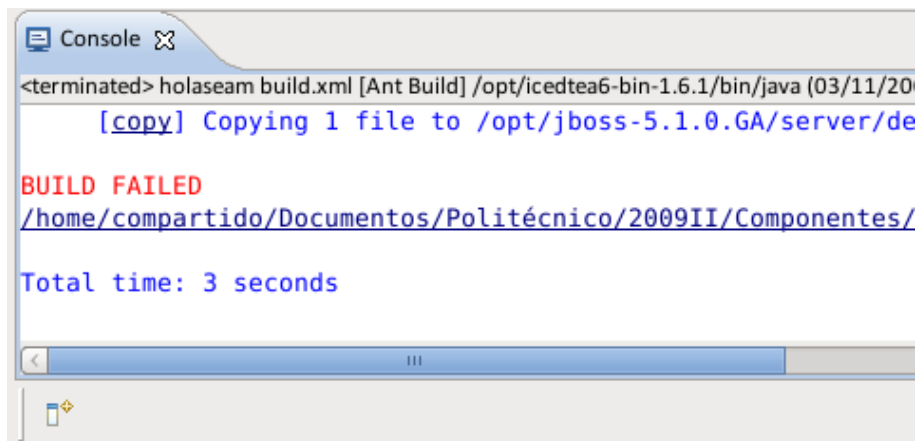 Console
<terminated> holaseam build.xml [Ant Build] /opt/icedtea6-bin-1.6.1/bin/java (03/11/20
[copy] Copying 1 file to /opt/jboss-5.1.0.GA/server/de
BUILD FAILED
/home/compartido/Documentos/Politécnico/2009II/Componentes/
Total time: 3 seconds